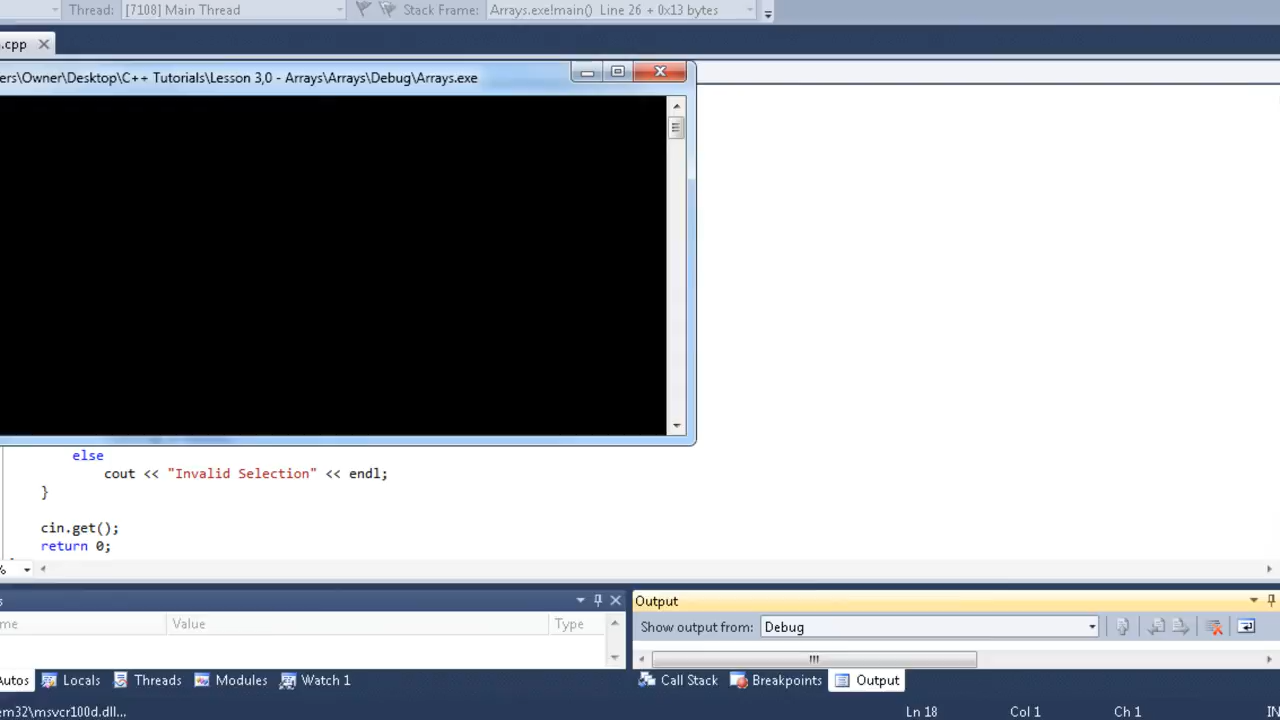 Thread: [7108] Main Thread Stack Frame: Arrays.exe!main() Line 26 + 0x13 bytes
.cpp
ers\Owner\Desktop\C++ Tutorials\Lesson 3,0 - Arrays\Arrays\Debug\Arrays.exe
else
cout << "Invalid Selection" << endl;
}
cin.get();
return 0;
%
s Output
me Value Type
Show output from: Debug
Autos Locals Threads Modules Watch 1 Call Stack Breakpoints Output
em32\msvcr100d.dll... Ln 18 Col 1 Ch 1 IN